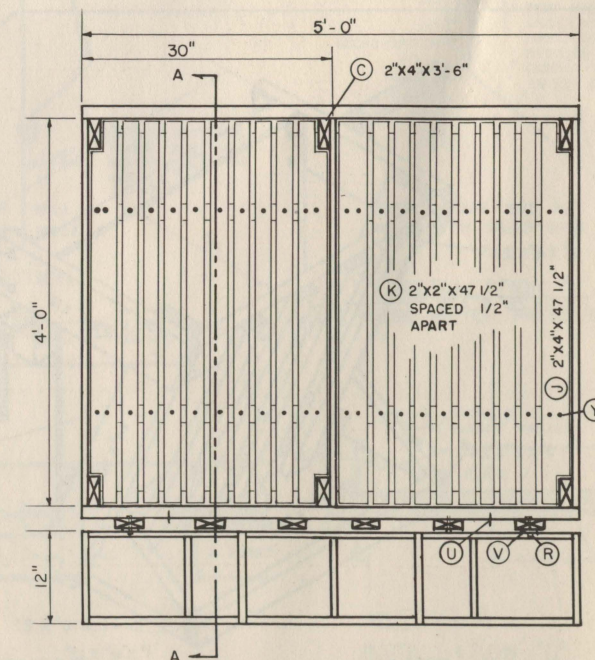 5'-0"
30"
A
C 2"X4"X3'-6"
4'-0"
K 2"X2"X47 1/2"
SPACED 1/2"
APART
J 2"X4"X47 1/2"
Y
U V R
12"
A